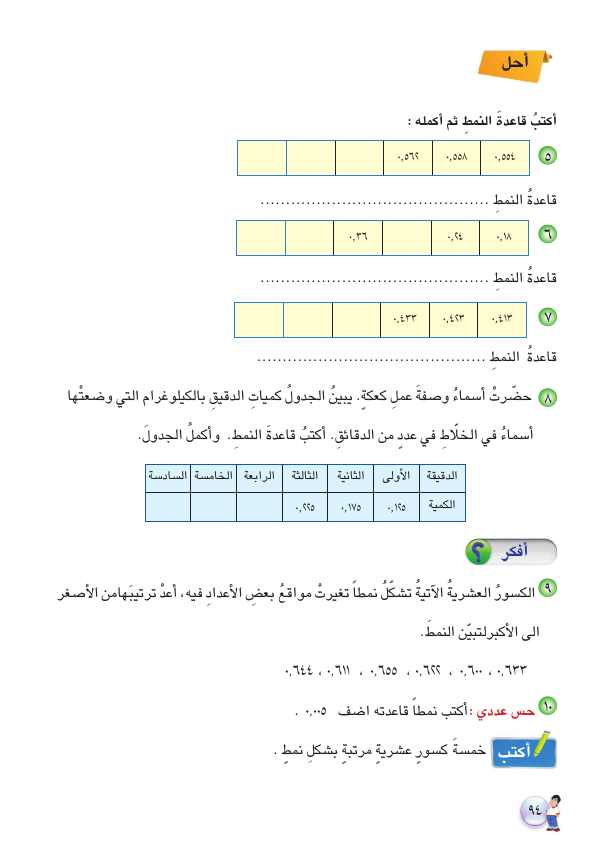 أحل
أكتبُ قاعدةَ النمطِ ثم أكمله :
٥ ٠,٥٥٤ ٠,٥٥٨ ٠,٥٦٢
قاعدةُ النمطِ .............................................
٦ ٠,١٨ ٠,٢٤ ٠,٣٦
قاعدةُ النمطِ .............................................
٧ ٠,٤١٣ ٠,٤٢٣ ٠,٤٣٣
قاعدةُ النمطِ .............................................
٨ حضّرتْ أسماءُ وصفةَ عملِ كعكةٍ. يبينُ الجدولُ كمياتِ الدقيقِ بالكيلوغرام التي وضعتْها
أسماءُ في الخلّاطِ في عددٍ من الدقائقِ. أكتبُ قاعدةَ النمطِ. وأكملُ الجدولَ.
الدقيقة الأولى الثانية الثالثة الرابعة الخامسة السادسة
الكمية ٠,١٢٥ ٠,١٧٥ ٠,٢٢٥
أفكر ؟
٩ الكسورُ العشريةُ الآتيةُ تشكّلُ نمطاً تغيرتْ مواقعُ بعضِ الأعدادِ فيه، أعدْ ترتيبَهامن الأصغر
الى الأكبرلتبيّن النمطَ.
٠,٦٣٣ ، ٠,٦٠٠ ، ٠,٦٢٢ ، ٠,٦٥٥ ، ٠,٦١١ ، ٠,٦٤٤
١٠ حس عددي :أكتب نمطاً قاعدته اضف ٠,٠٠٥ .
أكتب خمسةَ كسورٍ عشريةٍ مرتبةٍ بشكلِ نمطٍ .
٩٤